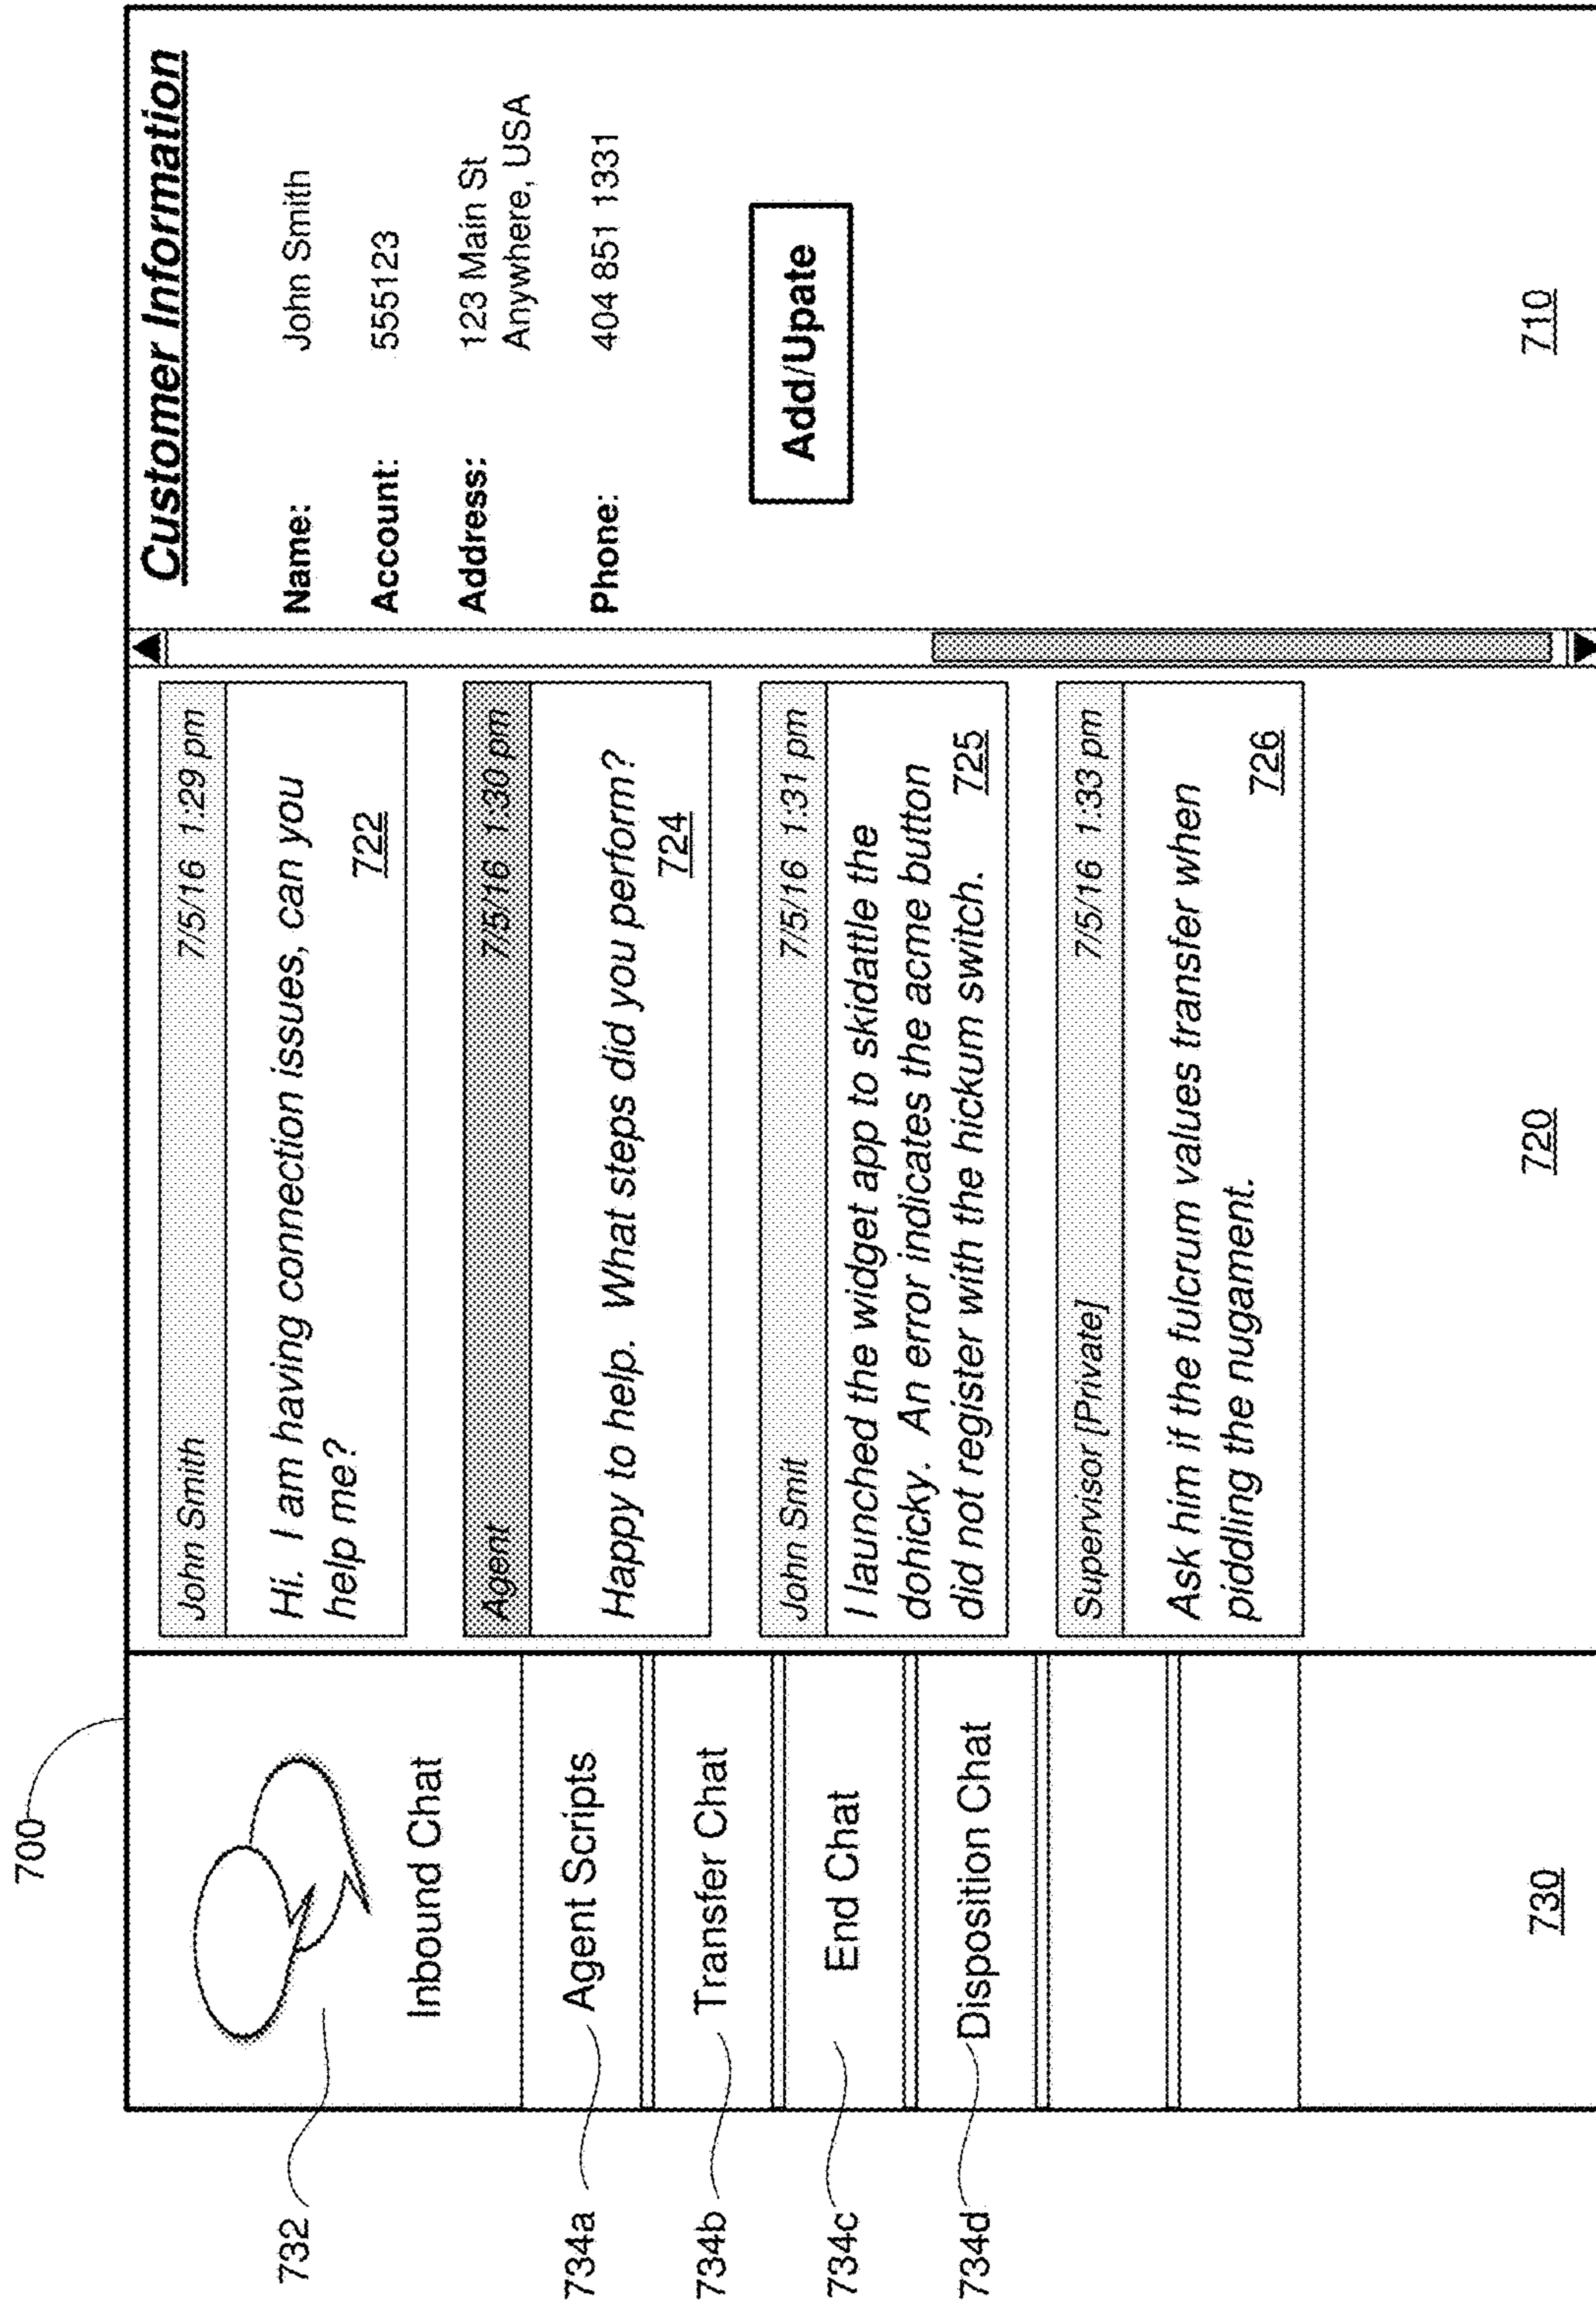 700
732
Inbound Chat
734a
Agent Scripts
734b
Transfer Chat
734c
End Chat
734d
Disposition Chat
730
John Smith 7/5/16 1:29 pm
Hi. I am having connection issues, can you
help me?
722
Agent 7/5/16 1:30 pm
Happy to help. What steps did you perform?
724
John Smit 7/5/16 1:31 pm
I launched the widget app to skidattle the
dohicky. An error indicates the acme button
did not register with the hickum switch. 725
Supervisor [Private] 7/5/16 1:33 pm
Ask him if the fulcrum values transfer when
piddling the nugament.
726
720
Customer Information
Name: John Smith
Account: 555123
Address: 123 Main St
Anywhere, USA
Phone: 404 851 1331
Add/Upate
710